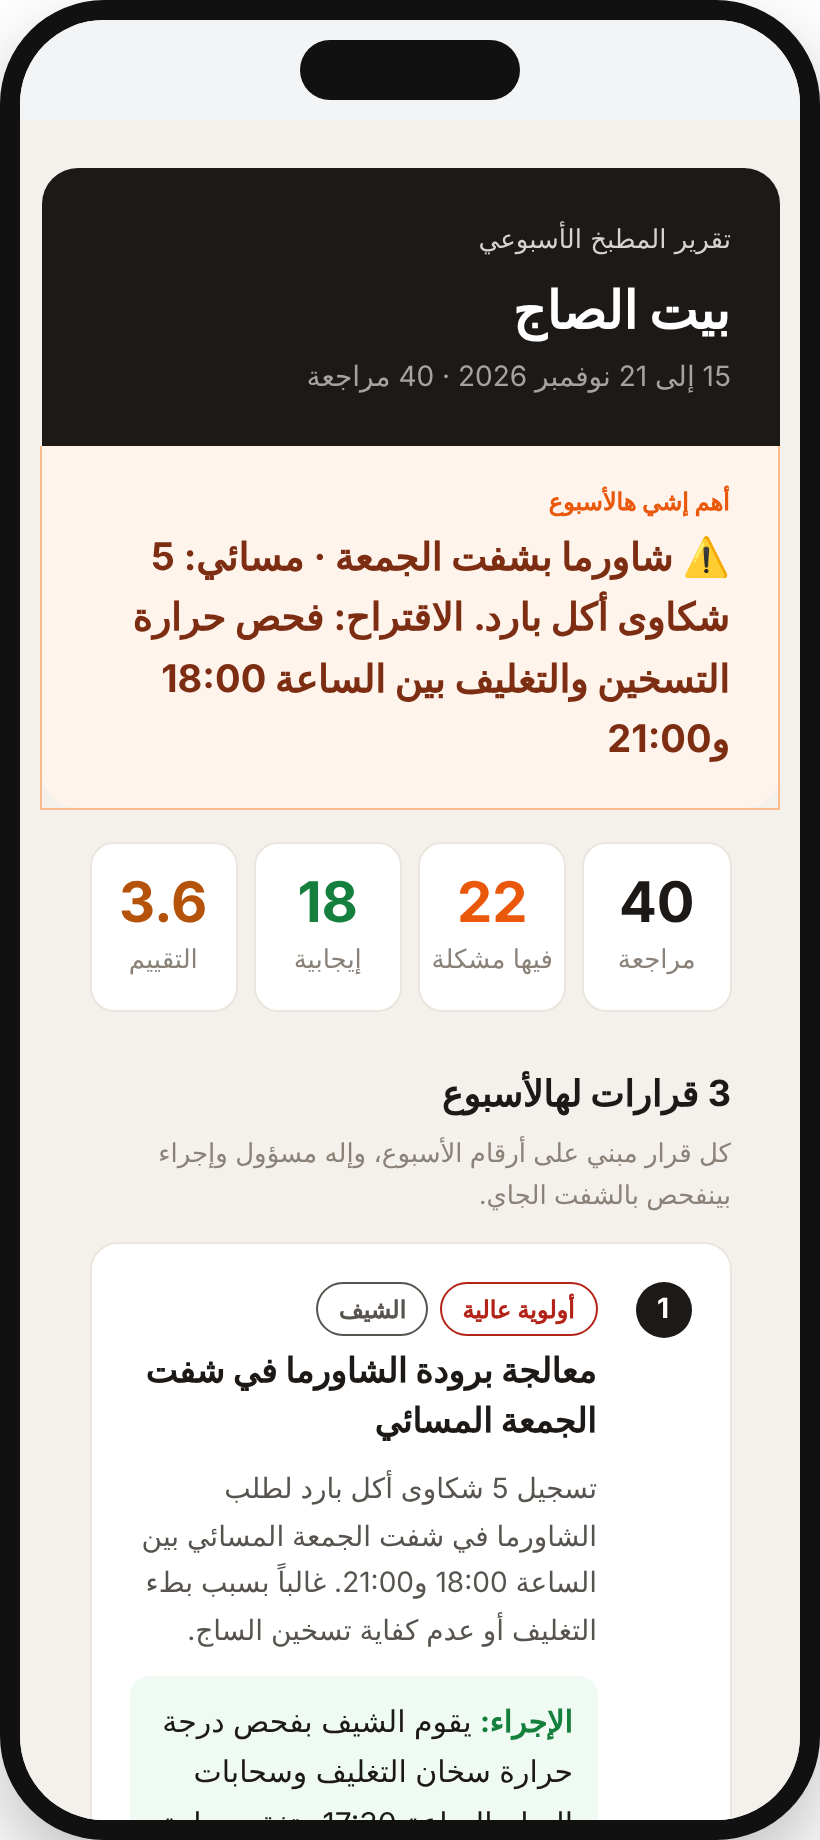 تقرير المطبخ الأسبوعي
بيت الصاج
15 إلى 21 نوفمبر 2026 · 40 مراجعة
أهم إشي هالأسبوع
⚠️ شاورما بشفت الجمعة · مسائي: 5
شكاوى أكل بارد. الاقتراح: فحص حرارة
التسخين والتغليف بين الساعة 18:00
و21:00
40
مراجعة
22
فيها مشكلة
18
إيجابية
3.6
التقييم
3 قرارات لهالأسبوع
كل قرار مبني على أرقام الأسبوع، وإله مسؤول وإجراء
بينفحص بالشفت الجاي.
1
أولوية عالية
الشيف
معالجة برودة الشاورما في شفت
الجمعة المسائي
تسجيل 5 شكاوى أكل بارد لطلب
الشاورما في شفت الجمعة المسائي بين
الساعة 18:00 و21:00. غالباً بسبب بطء
التغليف أو عدم كفاية تسخين الساج.
الإجراء: يقوم الشيف بفحص درجة
حرارة سخان التغليف وسحابات